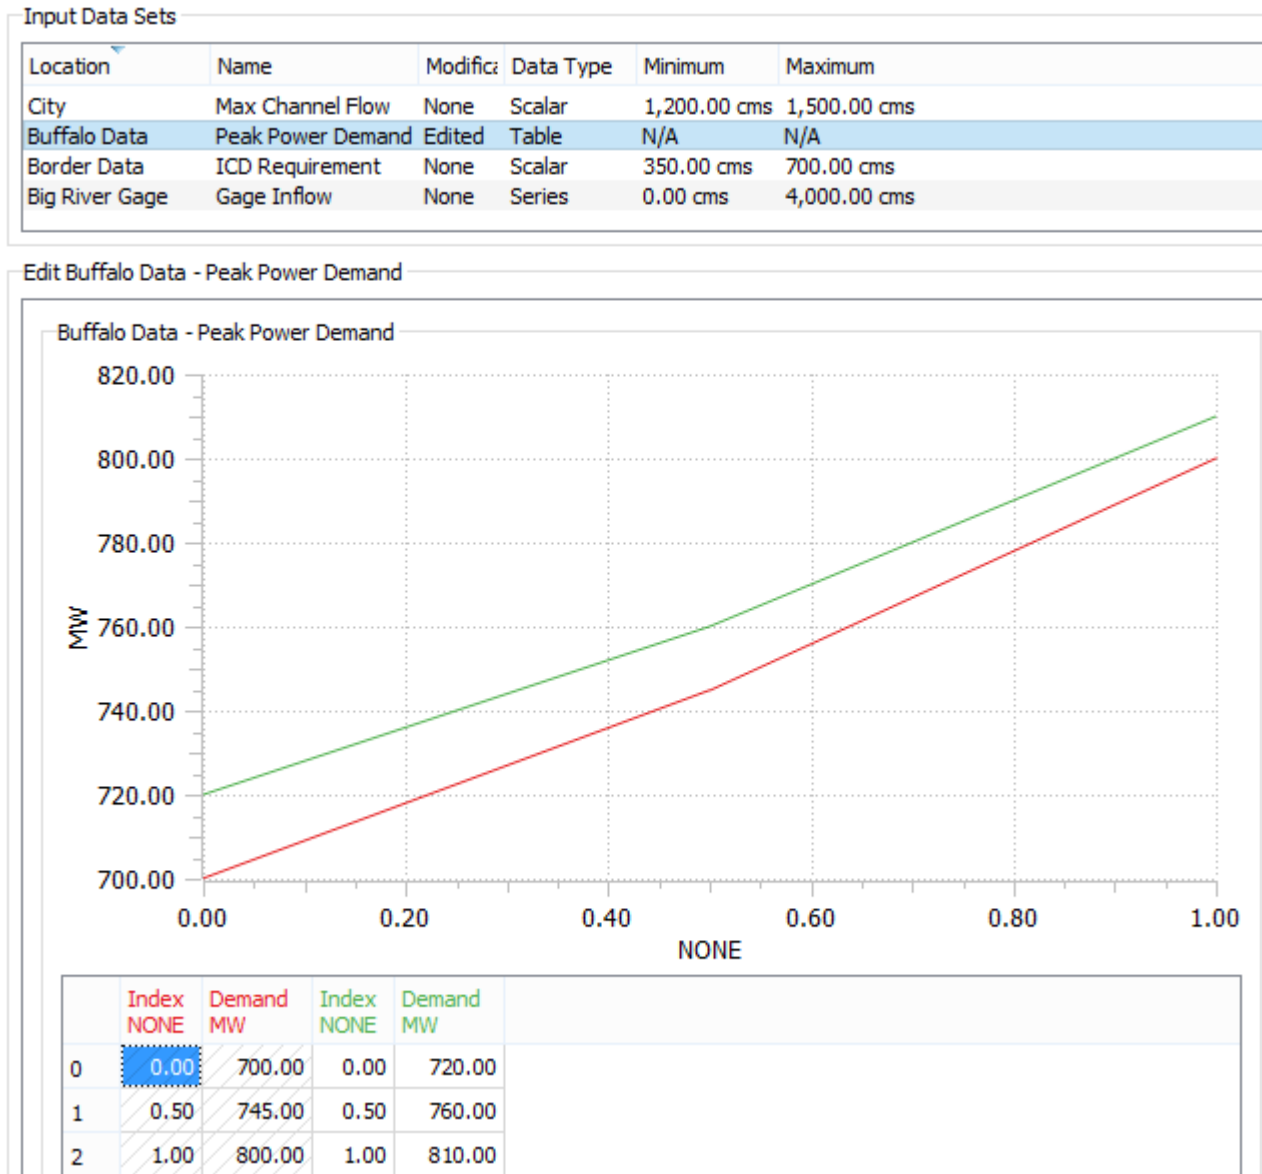 Input Data Sets
Location Name Modifica Data Type Minimum Maximum
City Max Channel Flow None Scalar 1,200.00 cms 1,500.00 cms
Buffalo Data Peak Power Demand Edited Table N/A N/A
Border Data ICD Requirement None Scalar 350.00 cms 700.00 cms
Big River Gage Gage Inflow None Series 0.00 cms 4,000.00 cms
Edit Buffalo Data - Peak Power Demand
Buffalo Data - Peak Power Demand
820.00
800.00
780.00
760.00
740.00
720.00
700.00
MW
0.00 0.20 0.40 0.60 0.80 1.00
NONE
Index Demand Index Demand
NONE MW NONE MW
0 0.00 700.00 0.00 720.00
1 0.50 745.00 0.50 760.00
2 1.00 800.00 1.00 810.00